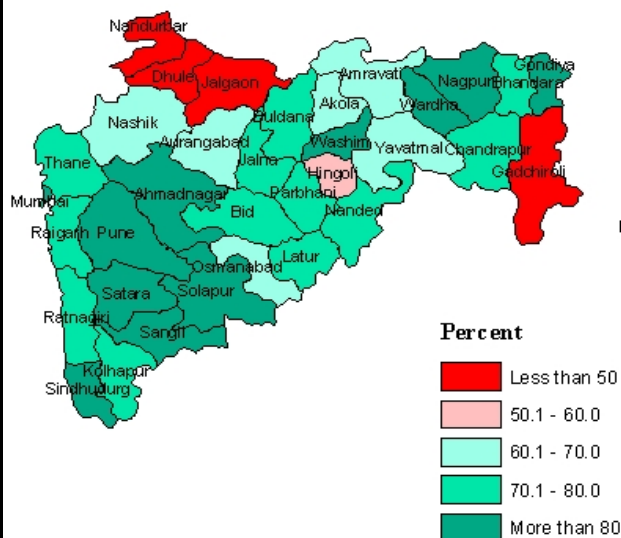 Nandurbar
Dhule
Jalgaon
Nashik
Aurangabad
Buldana
Jalna
Akola
Amravati
Washim
Hingoli
Wardha
Nagpur
Bhandara
Gondiya
Yavatmal
Chandrapur
Gadchiroli
Thane
Mumbai
Raigarh
Pune
Ahmadnagar
Bid
Parbhani
Nanded
Latur
Osmanabad
Solapur
Satara
Sangli
Ratnagiri
Kolhapur
Sindhudurg
Percent
Less than 50
50.1 - 60.0
60.1 - 70.0
70.1 - 80.0
More than 80